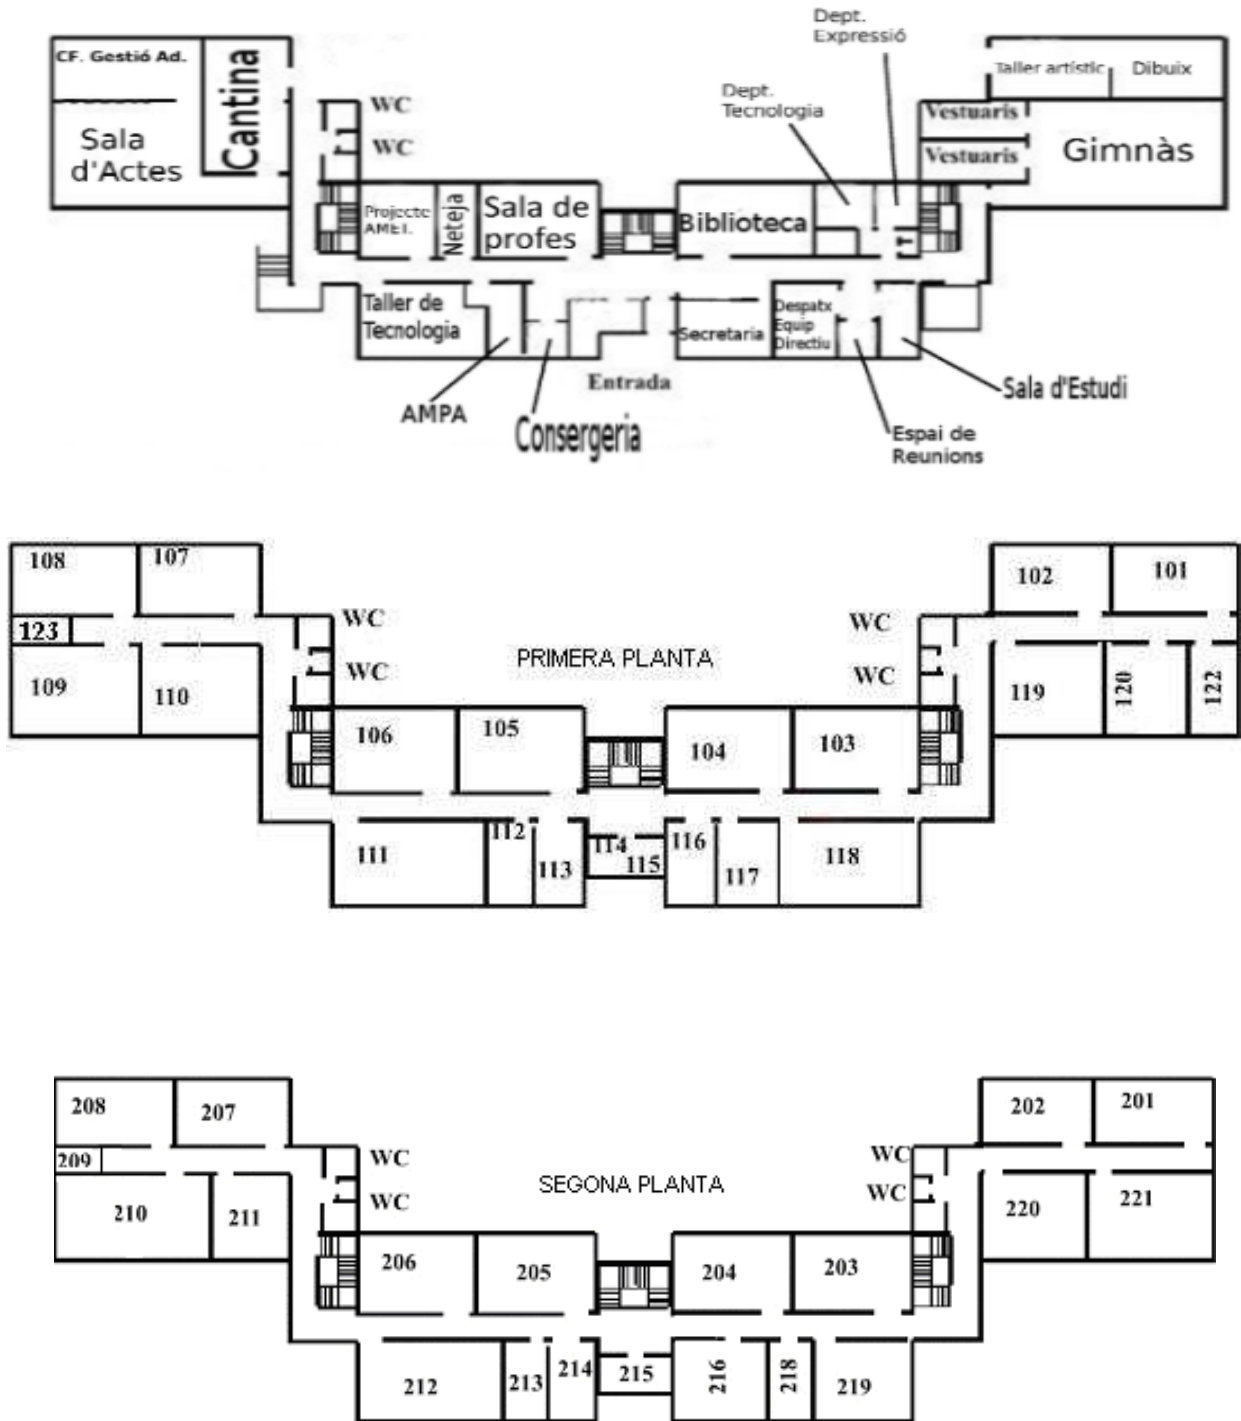 Dept.
Expressió
CF. Gestió Ad.
Cantina
WC
WC
Sala
d'Actes
Dept.
Tecnologia
Taller artístic
Dibuix
Vestuaris
Vestuaris
Gimnàs
Projecte
AMET.
Neteja
Sala de
profes
Biblioteca
Taller de
Tecnologia
Secretaria
Despatx
Equip
Directiu
Entrada
AMPA
Consergeria
Sala d'Estudi
Espai de
Reunions
108
107
102
101
123
WC
WC
PRIMERA PLANTA
WC
WC
109
110
119
120
122
106
105
104
103
111
112
113
114
115
116
117
118
208
207
202
201
209
WC
WC
SEGONA PLANTA
WC
WC
210
211
220
221
206
205
204
203
212
213
214
215
216
218
219